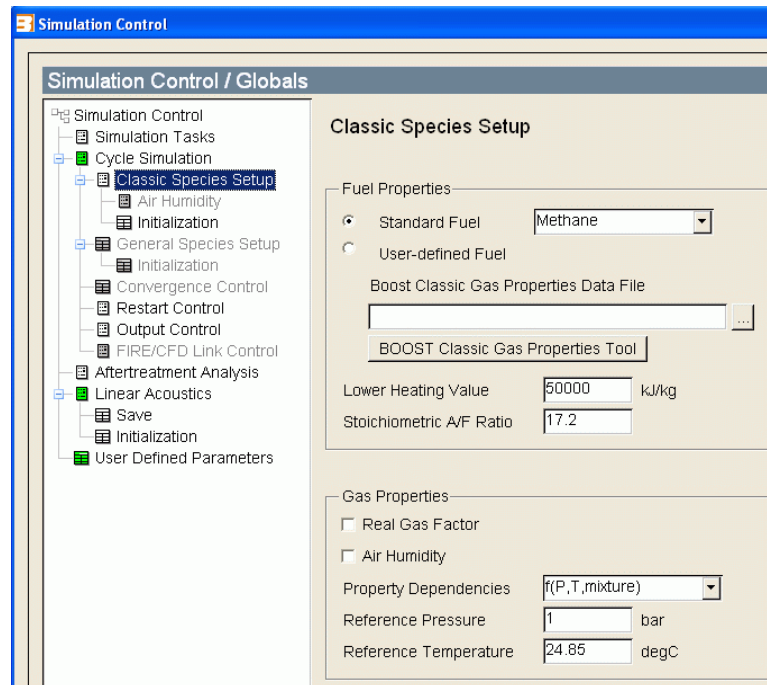 Simulation Control
Simulation Control / Globals
Simulation Control
Simulation Tasks
Cycle Simulation
Classic Species Setup
Air Humidity
Initialization
General Species Setup
Initialization
Convergence Control
Restart Control
Output Control
FIRE/CFD Link Control
Aftertreatment Analysis
Linear Acoustics
Save
Initialization
User Defined Parameters
Classic Species Setup
Fuel Properties
Standard Fuel Methane
User-defined Fuel
Boost Classic Gas Properties Data File
...
BOOST Classic Gas Properties Tool
Lower Heating Value 50000 kJ/kg
Stoichiometric A/F Ratio 17.2
Gas Properties
Real Gas Factor
Air Humidity
Property Dependencies f(P,T,mixture)
Reference Pressure 1 bar
Reference Temperature 24.85 degC